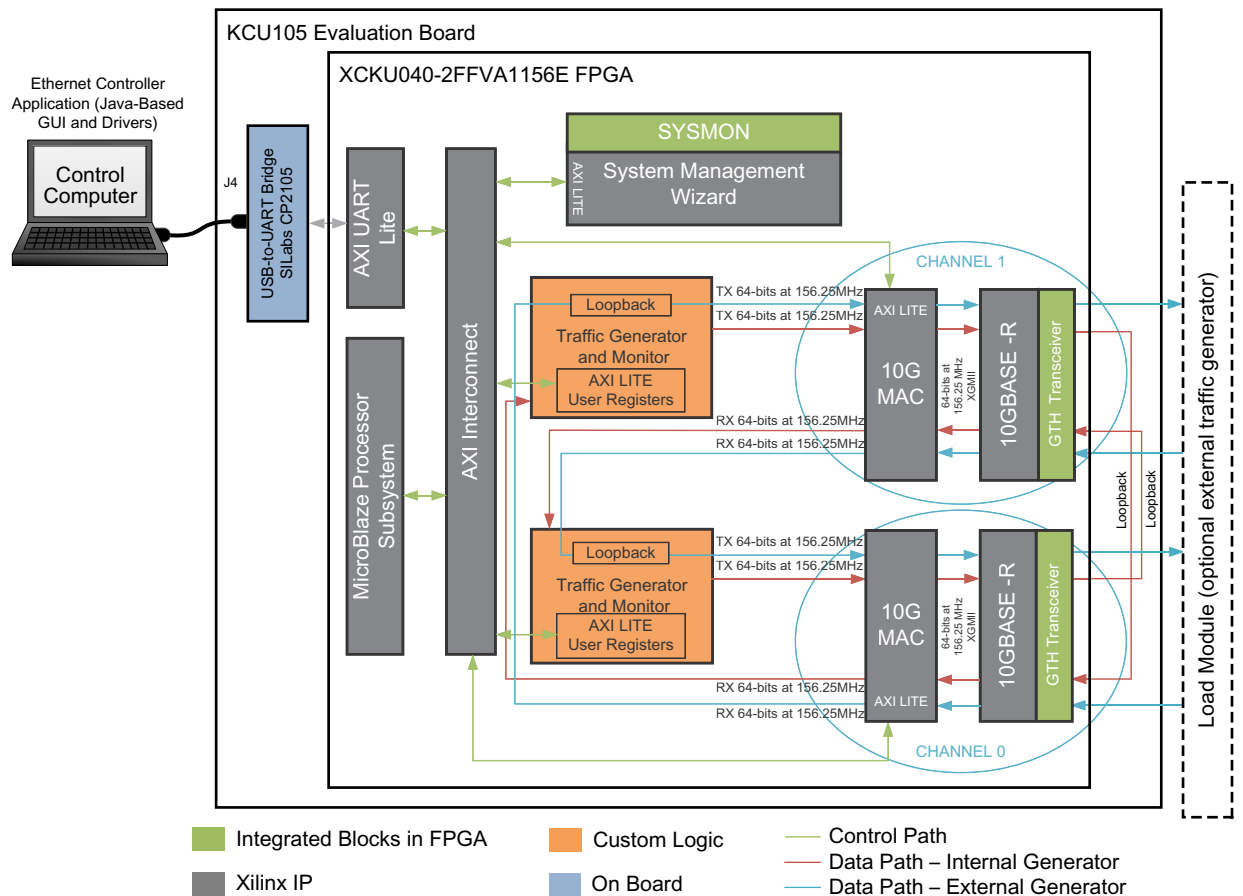 KCU105 Evaluation Board
XCKU040-2FFVA1156E FPGA
Ethernet Controller
Application (Java-Based
GUI and Drivers)
Control
Computer
J4
USB-to-UART Bridge
SILabs CP2105
AXI UART
Lite
MicroBlaze Processor
Subsystem
AXI Interconnect
SYSMON
AXI LITE
System Management
Wizard
Loopback
Traffic Generator
and Monitor
AXI LITE
User Registers
TX 64-bits at 156.25MHz
TX 64-bits at 156.25MHz
RX 64-bits at 156.25MHz
RX 64-bits at 156.25MHz
CHANNEL 1
AXI LITE
10G
MAC
64-bits at
156.25 MHz
XGMII
10GBASE -R
GTH Transceiver
Loopback
Loopback
Loopback
Traffic Generator
and Monitor
AXI LITE
User Registers
TX 64-bits at 156.25MHz
TX 64-bits at 156.25MHz
RX 64-bits at 156.25MHz
RX 64-bits at 156.25MHz
10G
MAC
AXI LITE
64-bits at
156.25 MHz
XGMII
10GBASE -R
GTH Transceiver
CHANNEL 0
Load Module (optional external traffic generator)
Integrated Blocks in FPGA
Custom Logic
Control Path
Data Path – Internal Generator
Xilinx IP
On Board
Data Path – External Generator